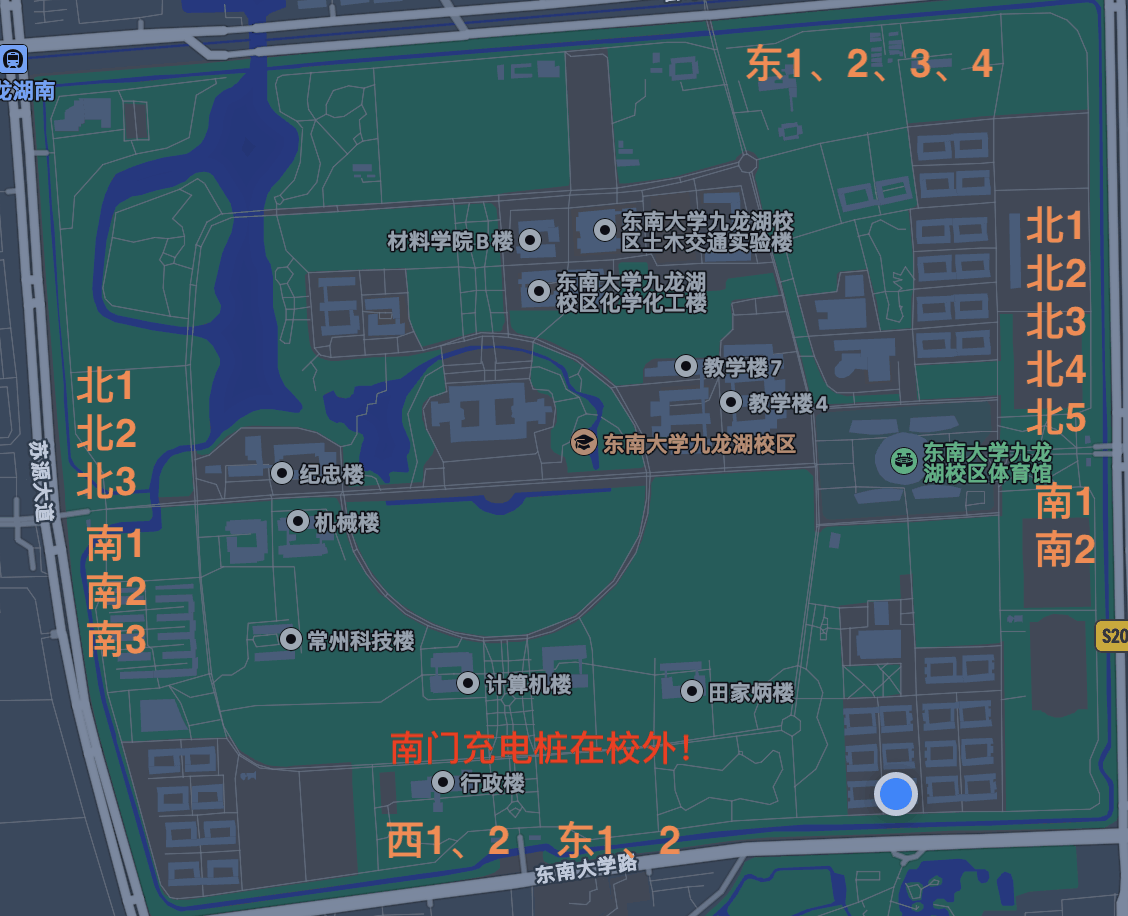 东1、2、3、4
龙湖南
东南大学九龙湖校
区土木交通实验楼
材料学院B楼
东南大学九龙湖
校区化学化工楼
北1
北2
北3
北4
北5
教学楼7
教学楼4
北1
北2
北3
东南大学九龙湖校区
东南大学九龙
湖校区体育馆
纪忠楼
苏源大道
南1
南2
机械楼
南1
南2
南3
常州科技楼
S20
计算机楼
田家炳楼
南门充电桩在校外!
行政楼
西1、2 东1、2
东南大学路